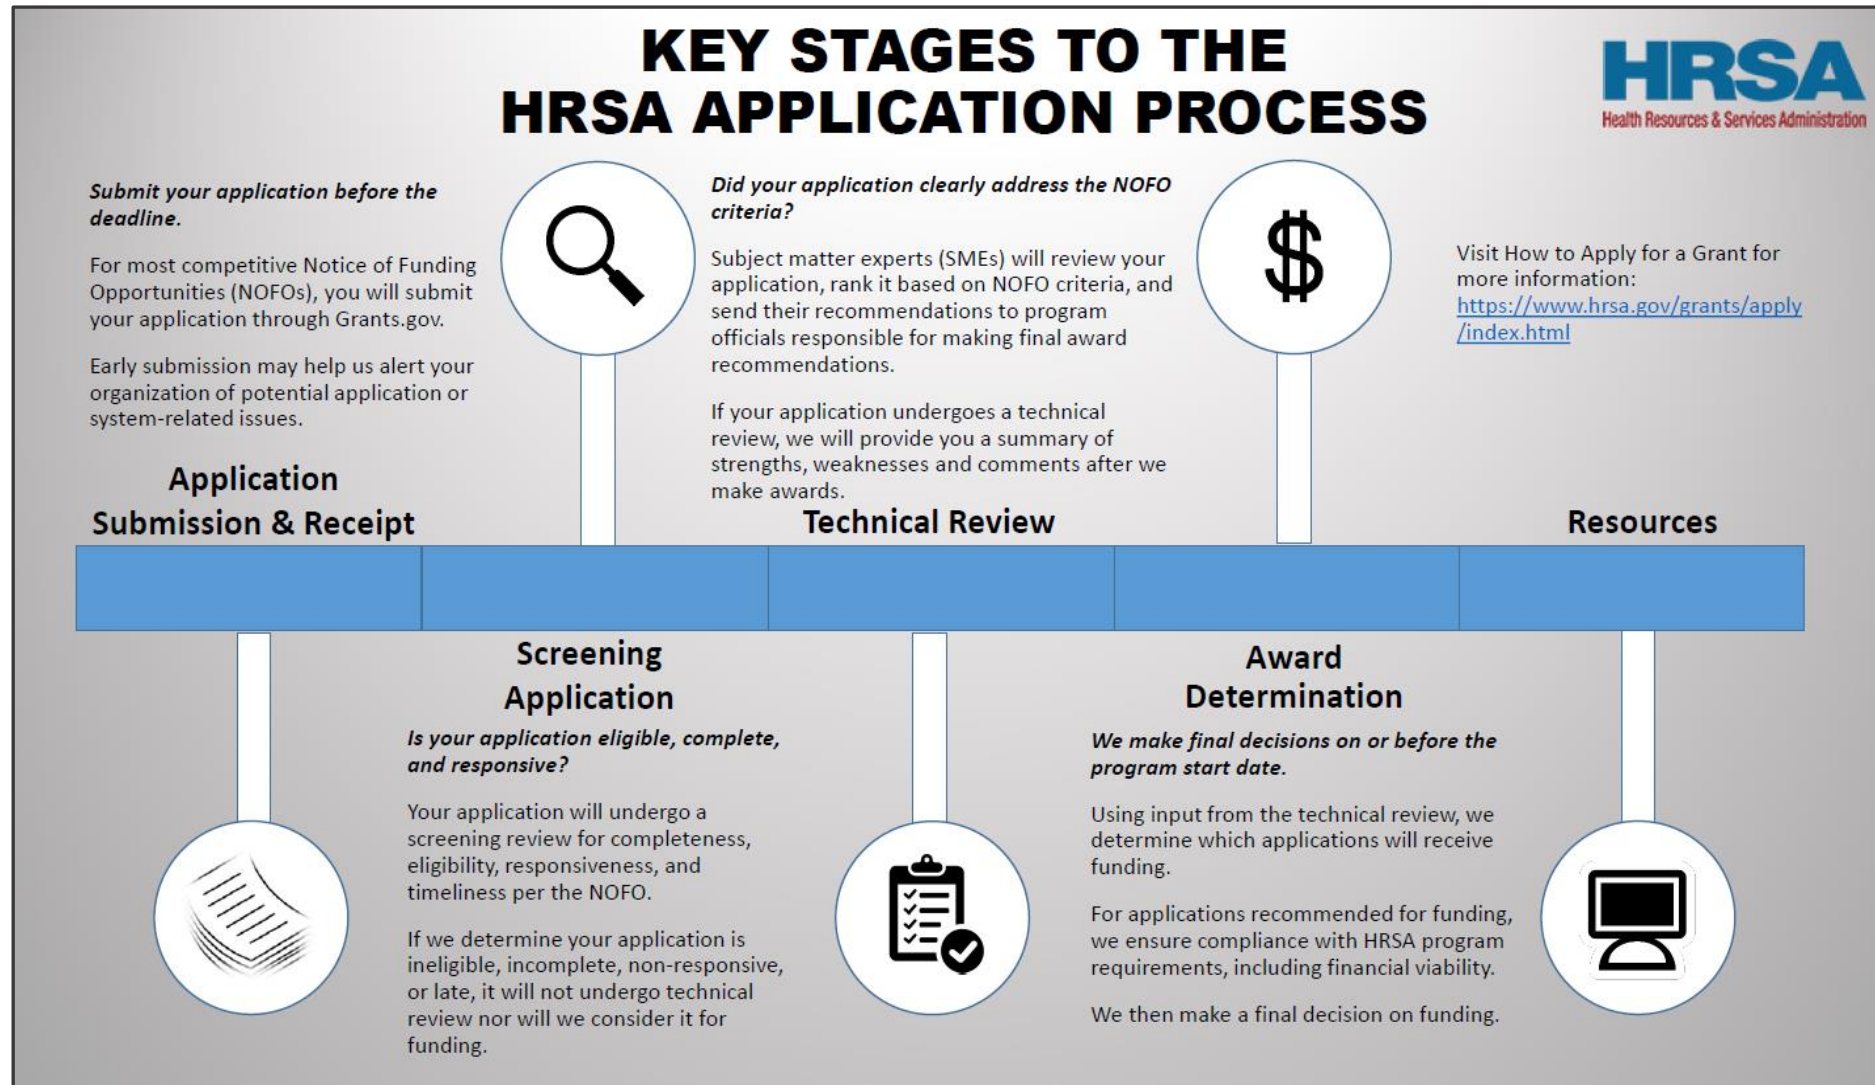 KEY STAGES TO THE
HRSA APPLICATION PROCESS
HRSA
Health Resources & Services Administration
Submit your application before the
deadline.
For most competitive Notice of Funding
Opportunities (NOFOs), you will submit
your application through Grants.gov.
Early submission may help us alert your
organization of potential application or
system-related issues.
Application
Submission & Receipt
Screening
Application
Is your application eligible, complete,
and responsive?
Your application will undergo a
screening review for completeness,
eligibility, responsiveness, and
timeliness per the NOFO.
If we determine your application is
ineligible, incomplete, non-responsive,
or late, it will not undergo technical
review nor will we consider it for
funding.
Did your application clearly address the NOFO
criteria?
Subject matter experts (SMEs) will review your
application, rank it based on NOFO criteria, and
send their recommendations to program
officials responsible for making final award
recommendations.
If your application undergoes a technical
review, we will provide you a summary of
strengths, weaknesses and comments after we
make awards.
Technical Review
$
Award
Determination
We make final decisions on or before the
program start date.
Using input from the technical review, we
determine which applications will receive
funding.
For applications recommended for funding,
we ensure compliance with HRSA program
requirements, including financial viability.
We then make a final decision on funding.
Visit How to Apply for a Grant for
more information:
https://www.hrsa.gov/grants/apply
/index.html
Resources